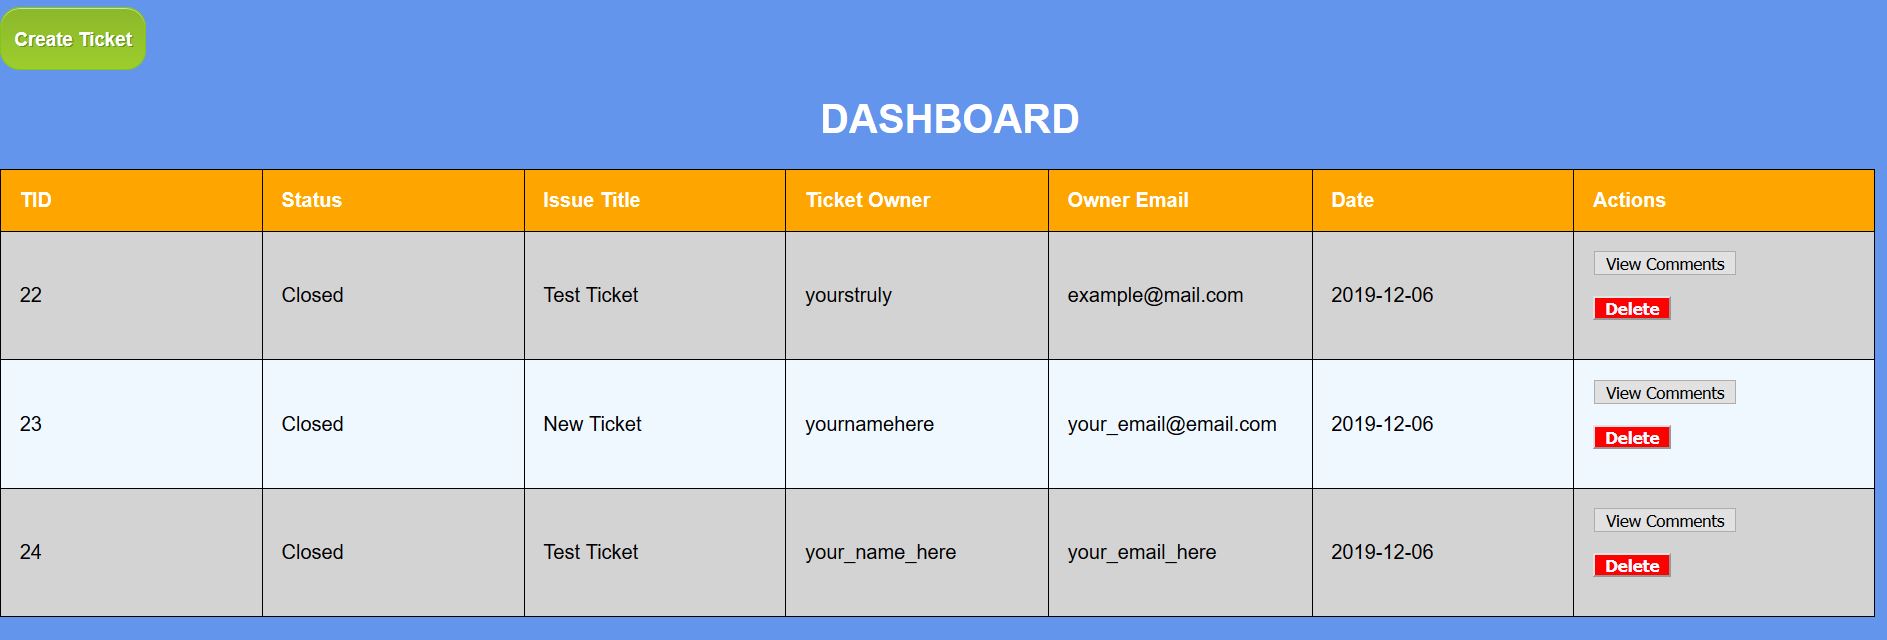 Create Ticket
DASHBOARD
TID Status Issue Title Ticket Owner Owner Email Date Actions
22 Closed Test Ticket yourstruly example@mail.com 2019-12-06 View Comments
Delete
23 Closed New Ticket yournamehere your_email@email.com 2019-12-06 View Comments
Delete
24 Closed Test Ticket your_name_here your_email_here 2019-12-06 View Comments
Delete